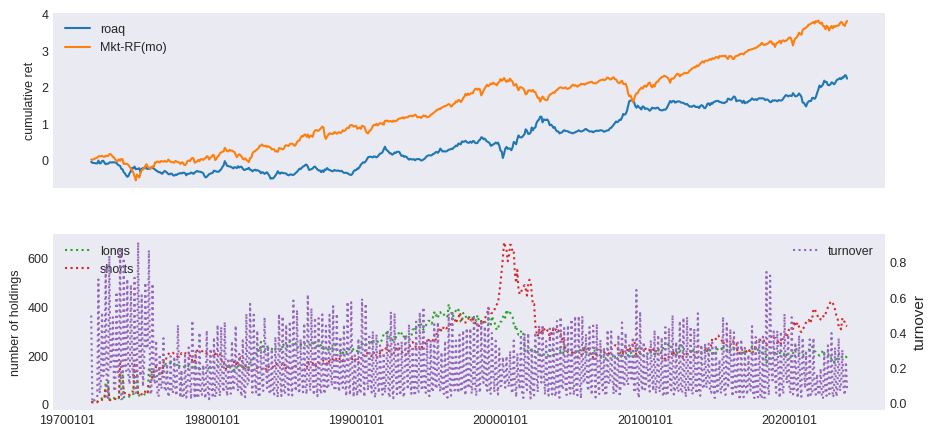 cumulative ret
4
3
2
1
0
roaq
Mkt-RF(mo)
number of holdings
600
400
200
0
longs
shorts
turnover
0.8
0.6
0.4
0.2
0.0
turnover
19700101 19800101 19900101 20000101 20100101 20200101